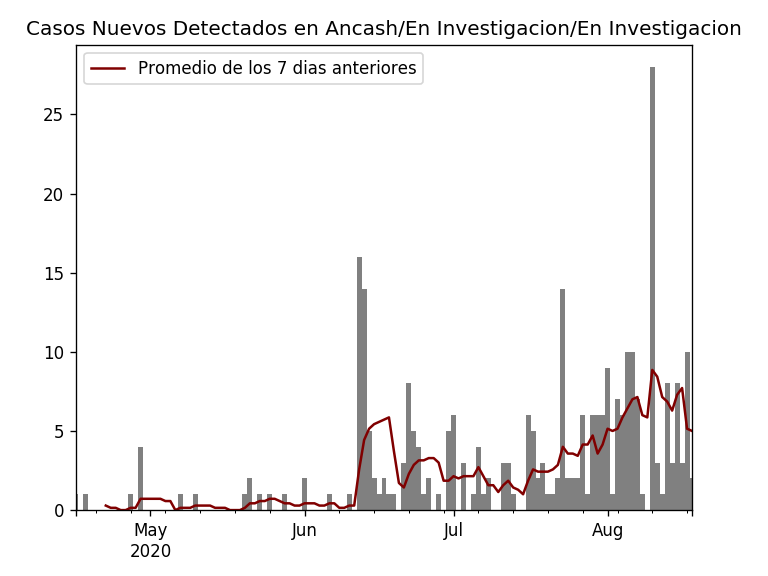 Casos Nuevos Detectados en Ancash/En Investigacion/En Investigacion
Promedio de los 7 dias anteriores
25
20
15
10
5
0
May
2020
Jun
Jul
Aug